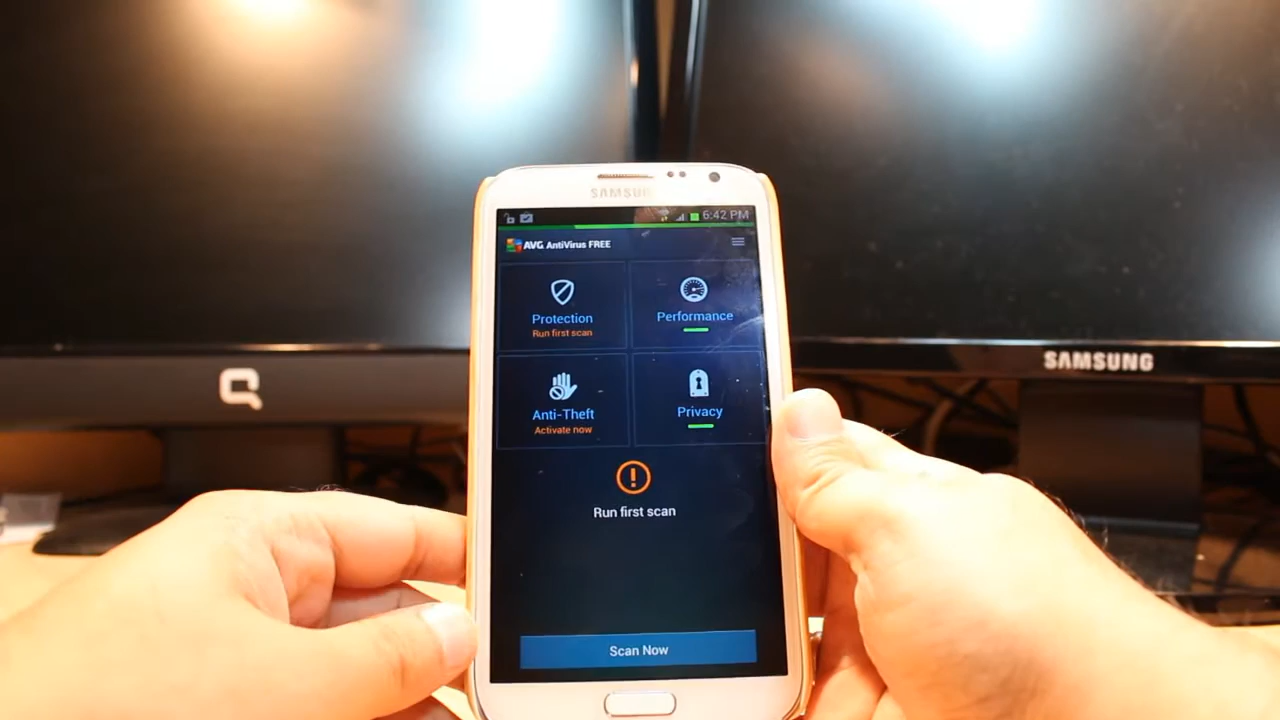 SAMSUNG
6:42 PM
AVG AntiVirus FREE
Protection
Run first scan
Performance
Anti-Theft
Activate now
Privacy
Run first scan
Scan Now
SAMSUNG